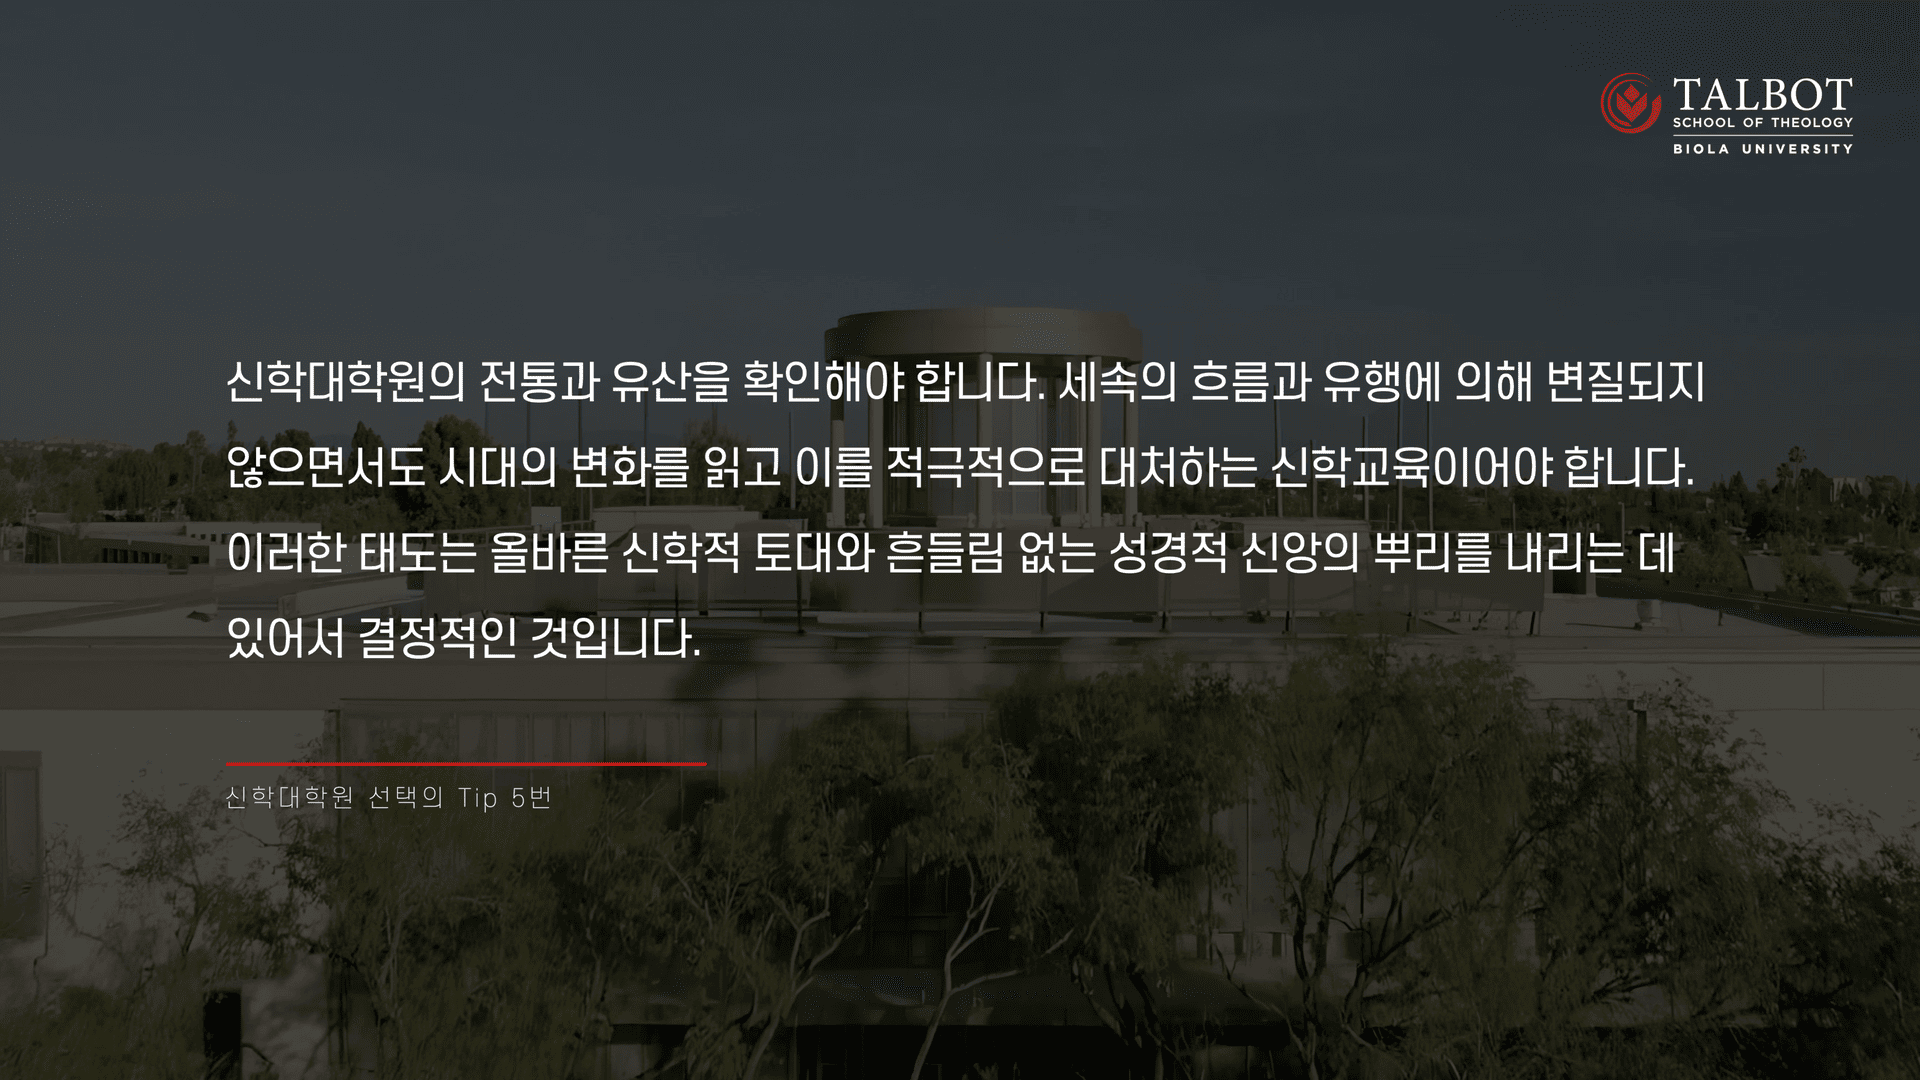 TALBOT
SCHOOL OF THEOLOGY
BIOLA UNIVERSITY
신학대학원의 전통과 유산을 확인해야 합니다. 세속의 흐름과 유행에 의해 변질되지
않으면서도 시대의 변화를 읽고 이를 적극적으로 대처하는 신학교육이어야 합니다.
이러한 태도는 올바른 신학적 토대와 흔들림 없는 성경적 신앙의 뿌리를 내리는 데
있어서 결정적인 것입니다.
신학대학원 선택의 Tip 5번